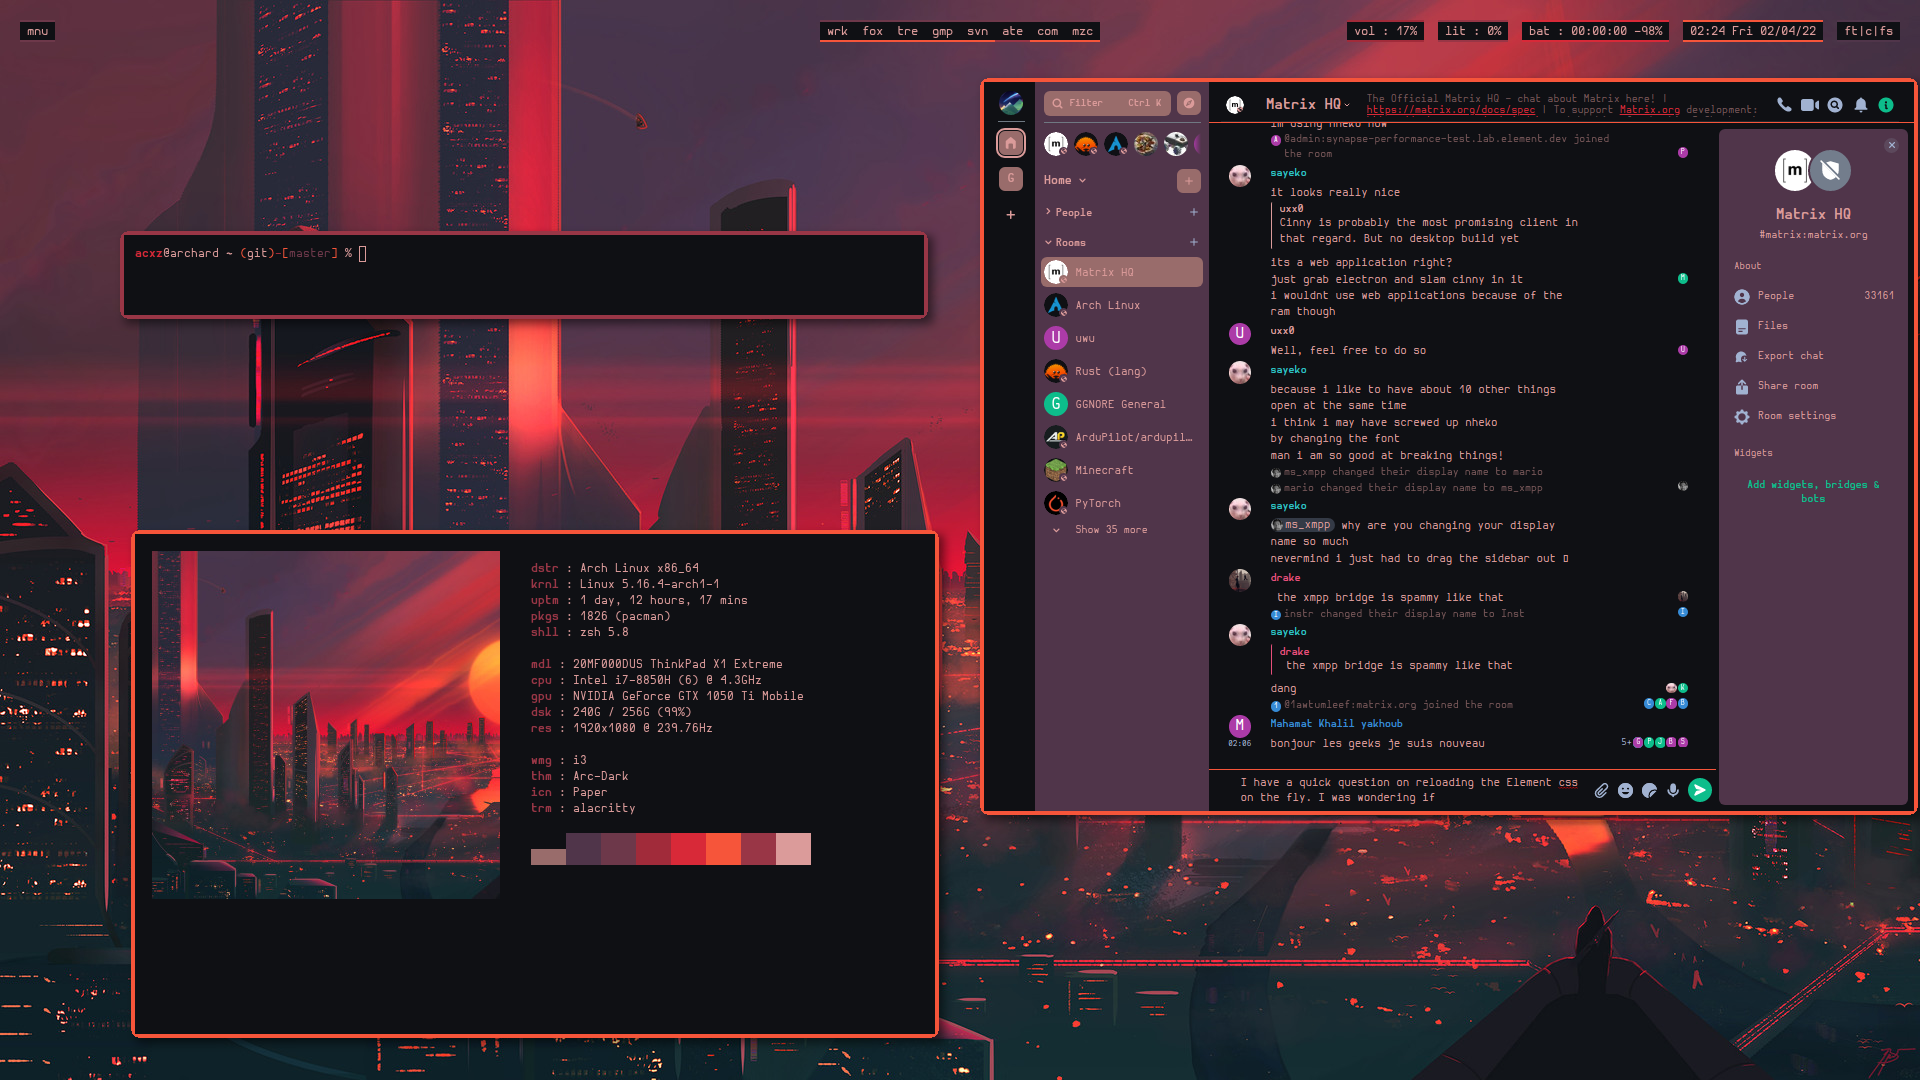 mnu
wrk fox tre gmp svn ate com mzc
vol : 17%
lit : 0%
bat : 00:00:00 -98%
02:24 Fri 02/04/22
ft|c|fs
acxz@archard ~ (git)-[master] %
dstr : Arch Linux x86_64
krnl : Linux 5.16.4-arch1-1
uptm : 1 day, 12 hours, 17 mins
pkgs : 1826 (pacman)
shll : zsh 5.8
mdl : 20MF000DUS ThinkPad X1 Extreme
cpu : Intel i7-8850H (6) @ 4.3GHz
gpu : NVIDIA GeForce GTX 1050 Ti Mobile
dsk : 240G / 256G (99%)
res : 1920x1080 @ 239.76Hz
wmg : i3
thm : Arc-Dark
icn : Paper
trm : alacritty
G
+
Filter Ctrl K
Home
People
Rooms
Matrix HQ
Arch Linux
U uwu
Rust (lang)
G GGNORE General
ArduPilot/ardupil…
Minecraft
PyTorch
Show 35 more
[m] Matrix HQ
The Official Matrix HQ - chat about Matrix here! |
https://matrix.org/docs/spec | To support Matrix.org development:
im using nheko now
@admin:synapse-performance-test.lab.element.dev joined
the room
sayeko
it looks really nice
uxx0
Cinny is probably the most promising client in
that regard. But no desktop build yet
its a web application right?
just grab electron and slam cinny in it
i wouldnt use web applications because of the
ram though
U uxx0
Well, feel free to do so
sayeko
because i like to have about 10 other things
open at the same time
i think i may have screwed up nheko
by changing the font
man i am so good at breaking things!
ms_xmpp changed their display name to mario
mario changed their display name to ms_xmpp
sayeko
ms_xmpp why are you changing your display
name so much
nevermind i just had to drag the sidebar out
drake
the xmpp bridge is spammy like that
instr changed their display name to Inst
sayeko
drake
the xmpp bridge is spammy like that
dang
joined the room
M Mahamat Khalil yakhoub
02:06 bonjour les geeks je suis nouveau 5+
I have a quick question on reloading the Element css
on the fly. I was wondering if
[m]
Matrix HQ
#matrix:matrix.org
About
People 33161
Files
Export chat
Share room
Room settings
Widgets
Add widgets, bridges &
bots